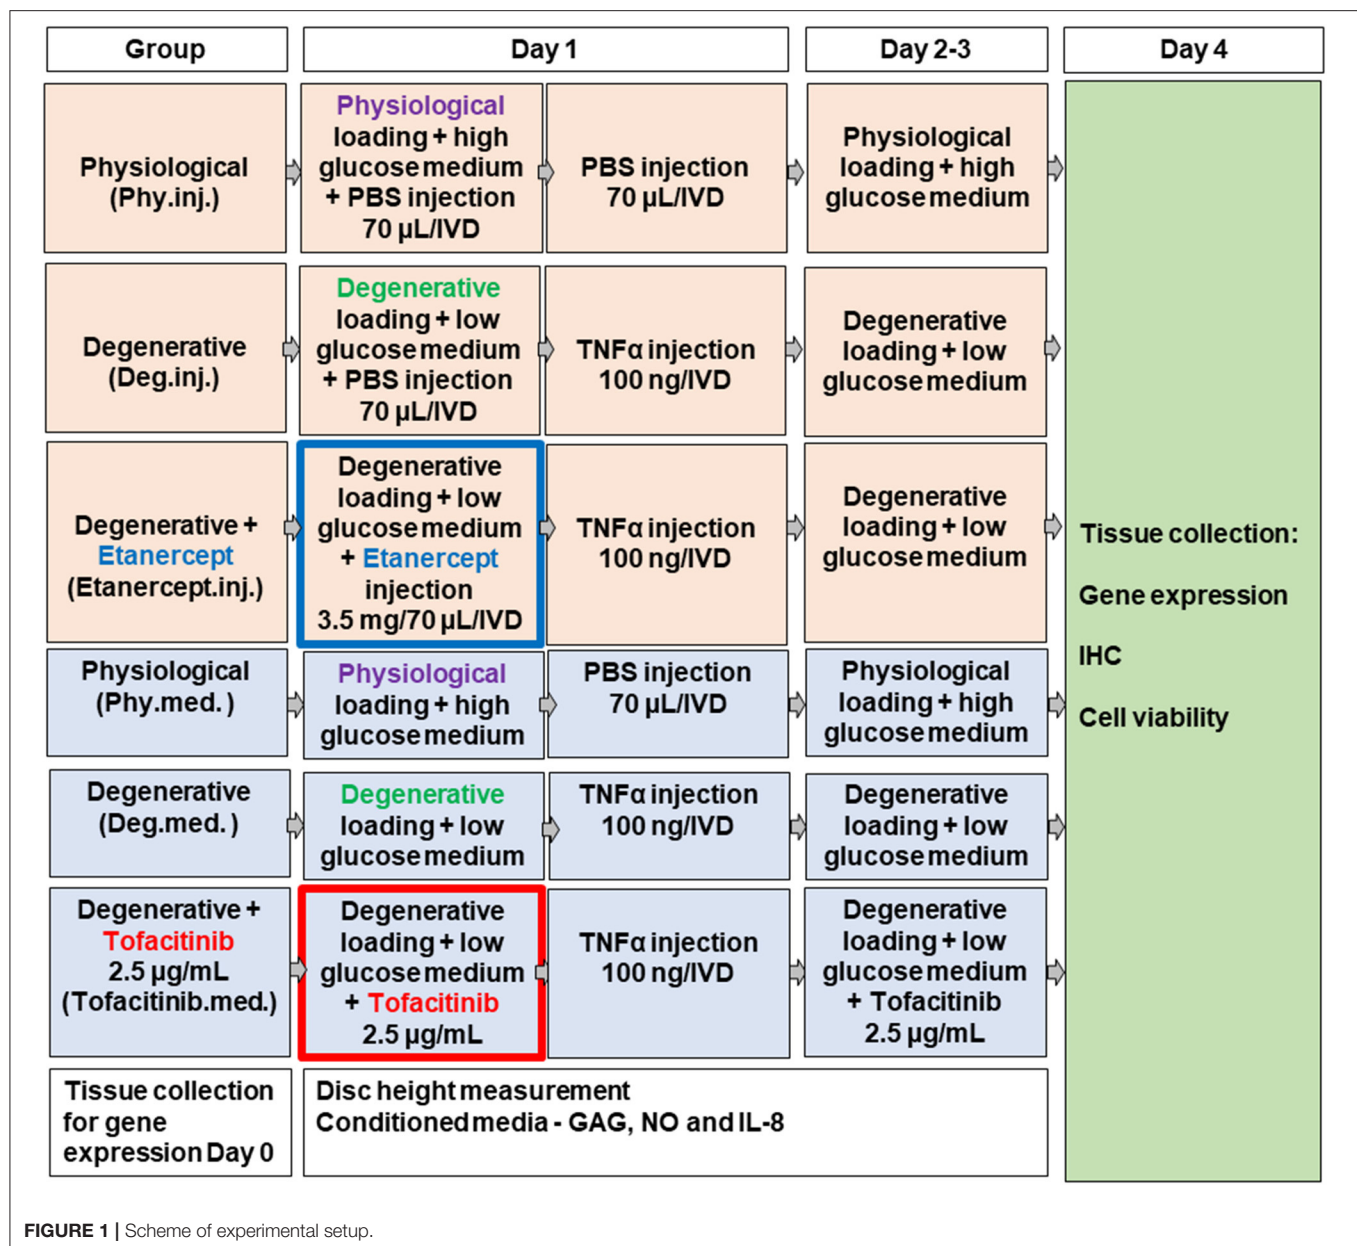 Group
Day 1
Day 2-3
Day 4
Physiological
(Phy.inj.)
Physiological
loading + high
glucose medium
+ PBS injection
70 µL/IVD
PBS injection
70 µL/IVD
Physiological
loading + high
glucose medium
Degenerative
(Deg.inj.)
Degenerative
loading + low
glucose medium
+ PBS injection
70 µL/IVD
TNFα injection
100 ng/IVD
Degenerative
loading + low
glucose medium
Degenerative +
Etanercept
(Etanercept.inj.)
Degenerative
loading + low
glucose medium
+ Etanercept
injection
3.5 mg/70 µL/IVD
TNFα injection
100 ng/IVD
Degenerative
loading + low
glucose medium
Physiological
(Phy.med. )
Physiological
loading + high
glucose medium
PBS injection
70 µL/IVD
Physiological
loading + high
glucose medium
Degenerative
(Deg.med. )
Degenerative
loading + low
glucose medium
TNFα injection
100 ng/IVD
Degenerative
loading + low
glucose medium
Degenerative +
Tofacitinib
2.5 µg/mL
(Tofacitinib.med.)
Degenerative
loading + low
glucose medium
+ Tofacitinib
2.5 µg/mL
TNFα injection
100 ng/IVD
Degenerative
loading + low
glucose medium
+ Tofacitinib
2.5 µg/mL
Tissue collection:
Gene expression
IHC
Cell viability
Tissue collection
for gene
expression Day 0
Disc height measurement
Conditioned media - GAG, NO and IL-8
FIGURE 1 | Scheme of experimental setup.